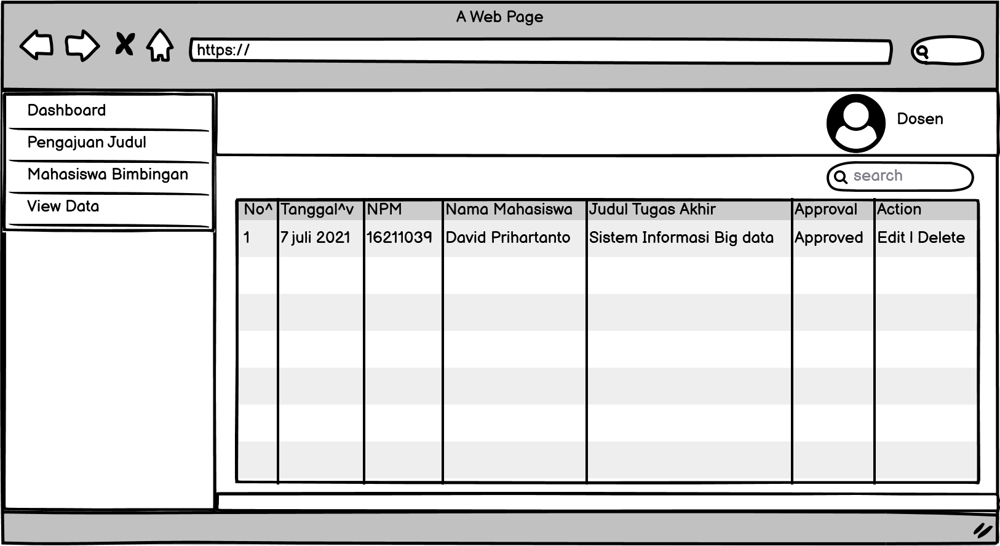 A Web Page
https://
Dashboard
Pengajuan Judul
Mahasiswa Bimbingan
View Data
Dosen
search
No^ Tanggal^v NPM Nama Mahasiswa Judul Tugas Akhir Approval Action
1 7 juli 2021 16211039 David Prihartanto Sistem Informasi Big data Approved Edit | Delete